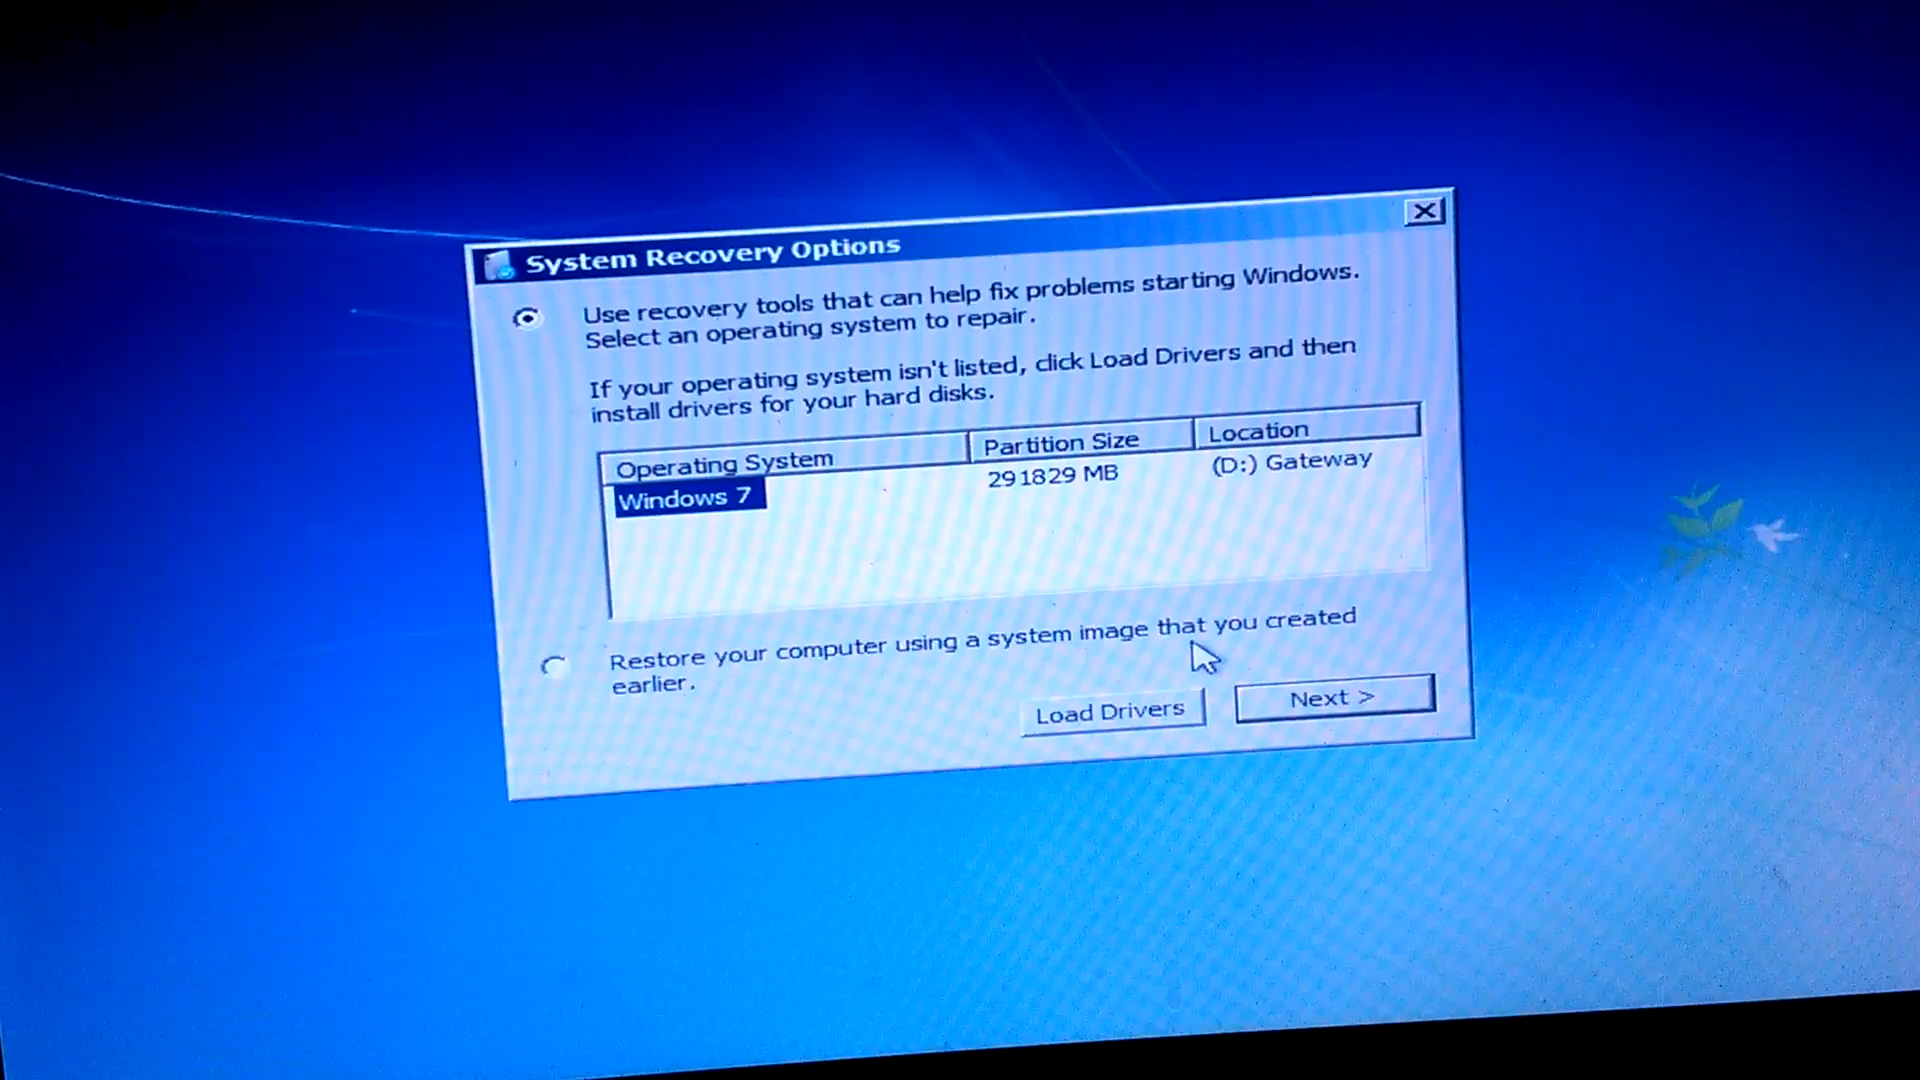 System Recovery Options
Use recovery tools that can help fix problems starting Windows.
Select an operating system to repair.
If your operating system isn't listed, click Load Drivers and then
install drivers for your hard disks.
Operating System Partition Size Location
Windows 7 291829 MB (D:) Gateway
Restore your computer using a system image that you created
earlier.
Load Drivers Next >